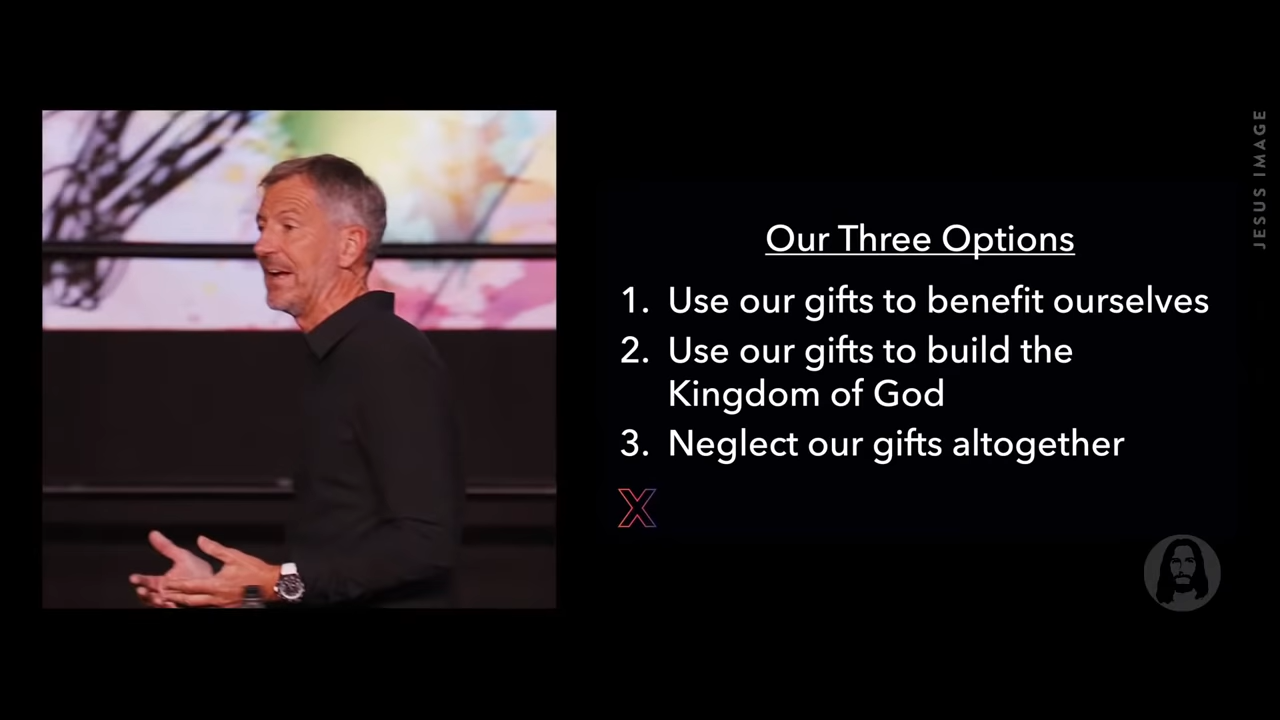 Our Three Options
1. Use our gifts to benefit ourselves
2. Use our gifts to build the
Kingdom of God
3. Neglect our gifts altogether
X
JESUS IMAGE